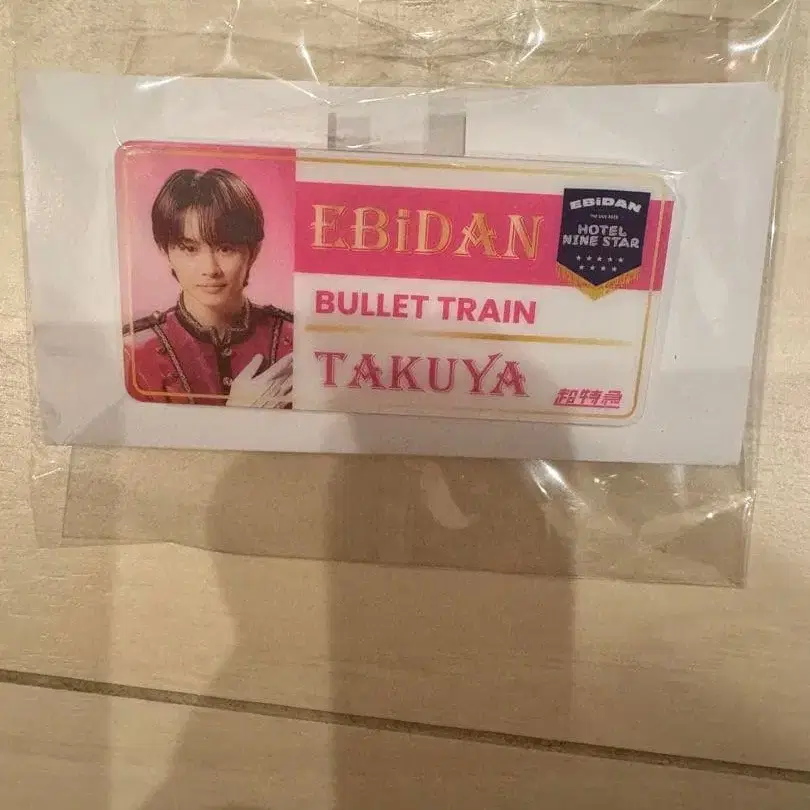 EBiDAN
BULLET TRAIN
TAKUYA
超特急
EBiDAN
HOTEL
NINE STAR